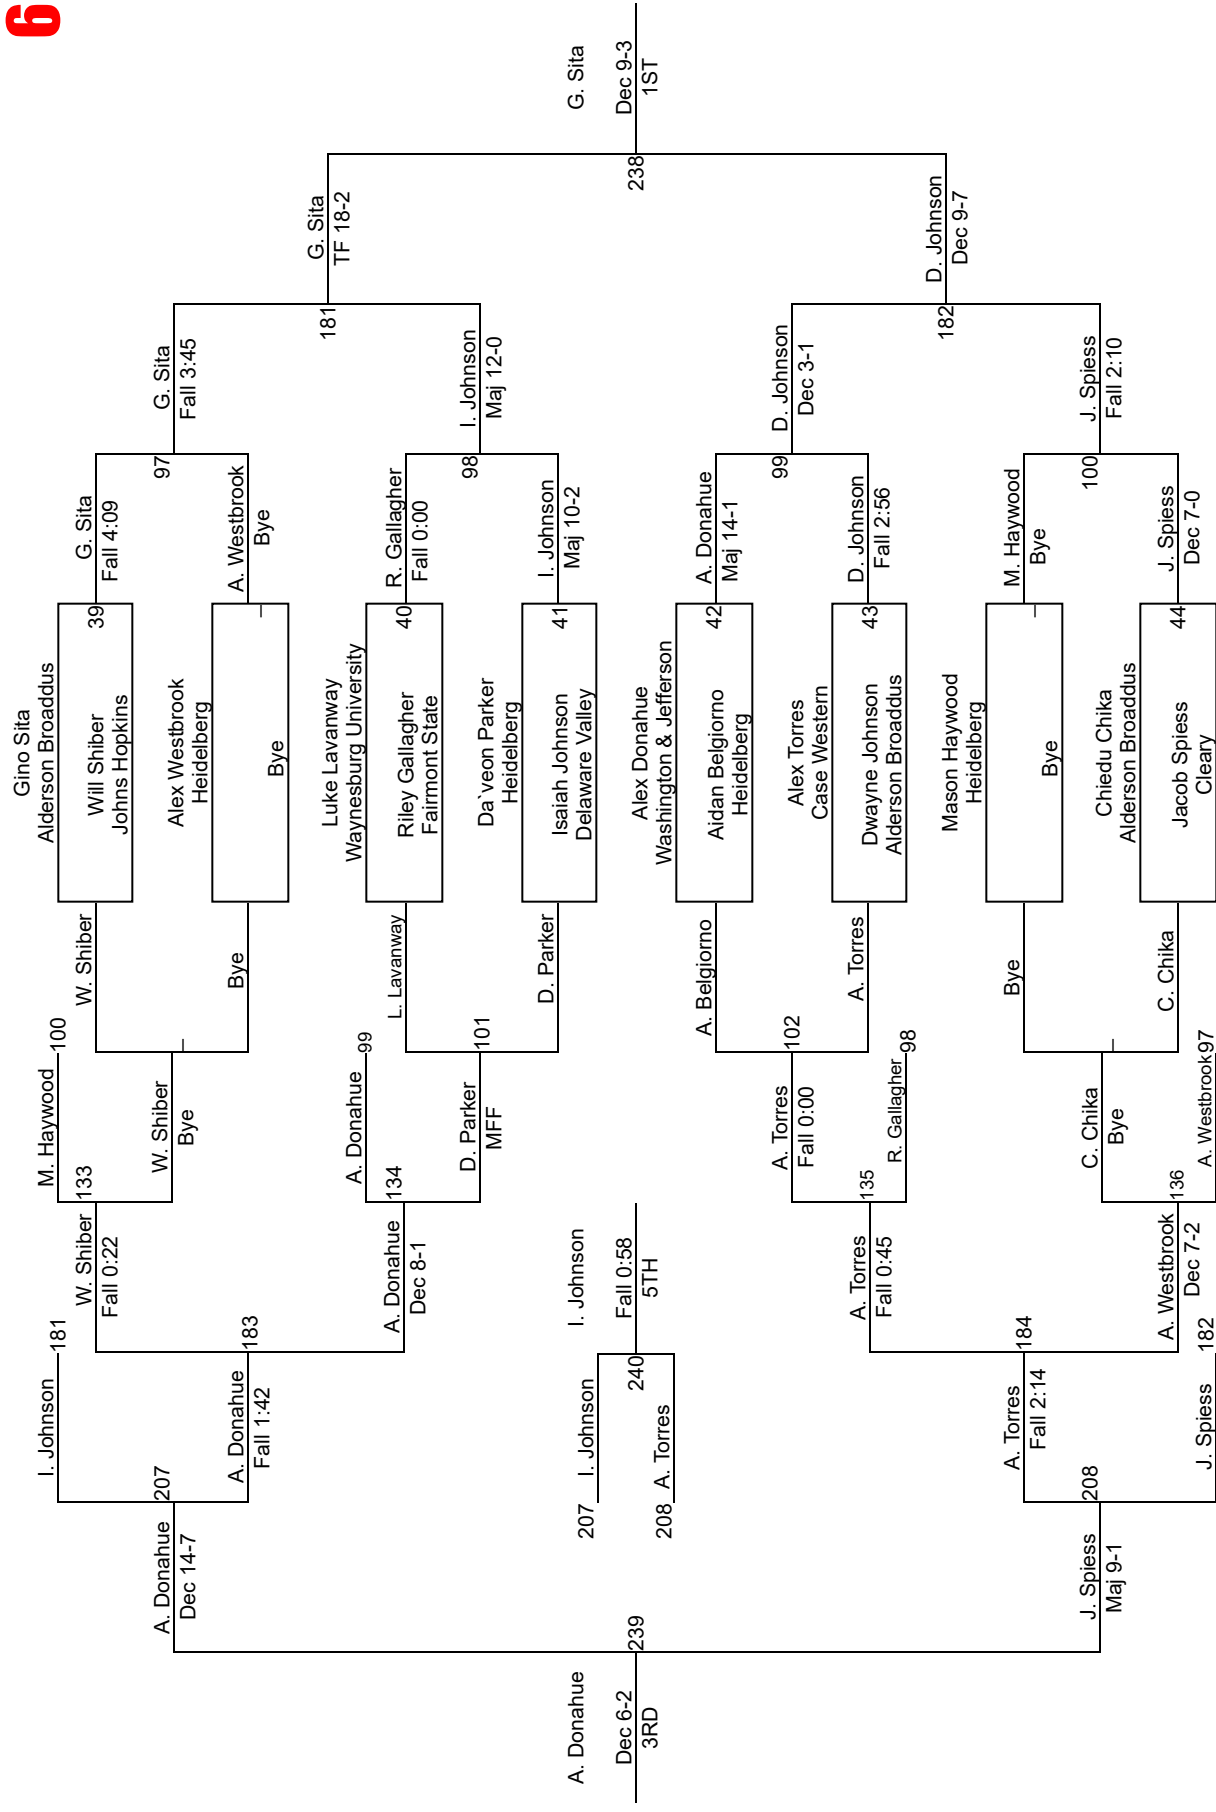 6
Gino Sita
Alderson Broaddus
39
Will Shiber
Johns Hopkins
Alex Westbrook
Heidelberg
Bye
Luke Lavanway
Waynesburg University
40
Riley Gallagher
Fairmont State
Da`veon Parker
Heidelberg
41
Isaiah Johnson
Delaware Valley
Alex Donahue
Washington & Jefferson
42
Aidan Belgiorno
Heidelberg
Alex Torres
Case Western
43
Dwayne Johnson
Alderson Broaddus
Mason Haywood
Heidelberg
Bye
Chiedu Chika
Alderson Broaddus
44
Jacob Spiess
Cleary
G. Sita
Fall 4:09
A. Westbrook
Bye
R. Gallagher
Fall 0:00
I. Johnson
Maj 10-2
A. Donahue
Maj 14-1
D. Johnson
Fall 2:56
M. Haywood
Bye
J. Spiess
Dec 7-0
97
98
99
100
G. Sita
Fall 3:45
I. Johnson
Maj 12-0
D. Johnson
Dec 3-1
J. Spiess
Fall 2:10
181
182
G. Sita
TF 18-2
D. Johnson
Dec 9-7
238
G. Sita
Dec 9-3
1ST
W. Shiber
Bye
L. Lavanway
D. Parker
A. Belgiorno
A. Torres
Bye
C. Chika
M. Haywood
100
W. Shiber
Bye
A. Donahue
99
101
D. Parker
MFF
102
A. Torres
Fall 0:00
R. Gallagher
98
C. Chika
Bye
A. Westbrook
97
133
134
135
136
I. Johnson
181
W. Shiber
Fall 0:22
A. Donahue
Dec 8-1
A. Torres
Fall 0:45
A. Westbrook
Dec 7-2
J. Spiess
182
183
184
A. Donahue
Fall 1:42
A. Torres
Fall 2:14
207
208
A. Donahue
Dec 14-7
J. Spiess
Maj 9-1
239
A. Donahue
Dec 6-2
3RD
207
I. Johnson
208
A. Torres
240
I. Johnson
Fall 0:58
5TH